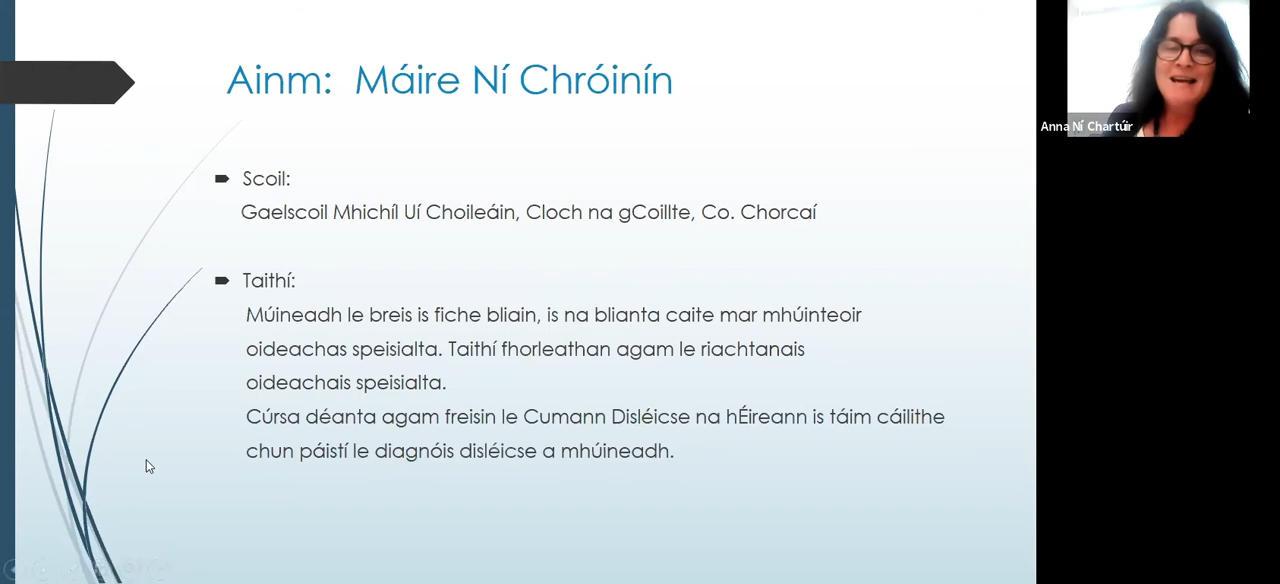 Ainm: Máire Ní Chróinín
Scoil:
Gaelscoil Mhichíl Uí Choileáin, Cloch na gCoillte, Co. Chorcaí
Taithí:
Múineadh le breis is fiche bliain, is na blianta caite mar mhúinteoir
oideachas speisialta. Taithí fhorleathan agam le riachtanais
oideachais speisialta.
Cúrsa déanta agam freisin le Cumann Disléicse na hÉireann is táim cáilithe
chun páistí le diagnóis disléicse a mhúineadh.
Anna Ní Chartúir